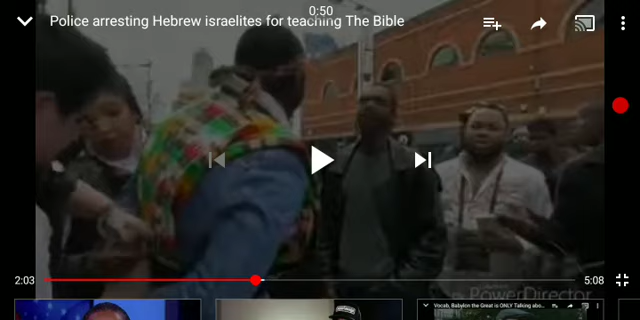 0:50
Police arresting Hebrew israelites for teaching The Bible
2:03
5:08
PowerDirector
Vocab, Babylon the Great is ONLY Talking abo...